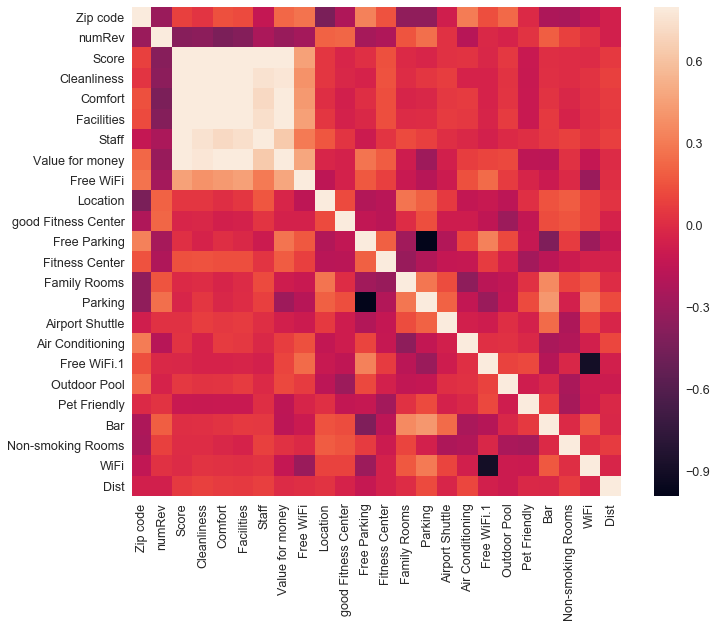 Zip code
numRev
Score
Cleanliness
Comfort
Facilities
Staff
Value for money
Free WiFi
Location
good Fitness Center
Free Parking
Fitness Center
Family Rooms
Parking
Airport Shuttle
Air Conditioning
Free WiFi.1
Outdoor Pool
Pet Friendly
Bar
Non-smoking Rooms
WiFi
Dist
Zip code
numRev
Score
Cleanliness
Comfort
Facilities
Staff
Value for money
Free WiFi
Location
good Fitness Center
Free Parking
Fitness Center
Family Rooms
Parking
Airport Shuttle
Air Conditioning
Free WiFi.1
Outdoor Pool
Pet Friendly
Bar
Non-smoking Rooms
WiFi
Dist
0.6
0.3
0.0
−0.3
−0.6
−0.9